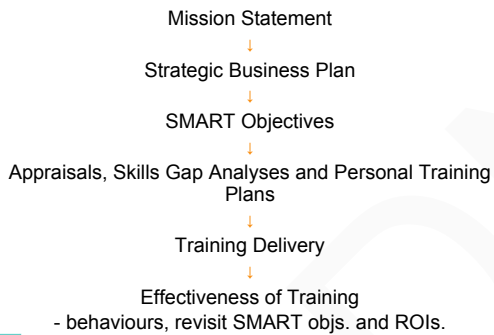 Mission Statement
↓
Strategic Business Plan
↓
SMART Objectives
↓
Appraisals, Skills Gap Analyses and Personal Training
Plans
↓
Training Delivery
↓
Effectiveness of Training
- behaviours, revisit SMART objs. and ROIs.